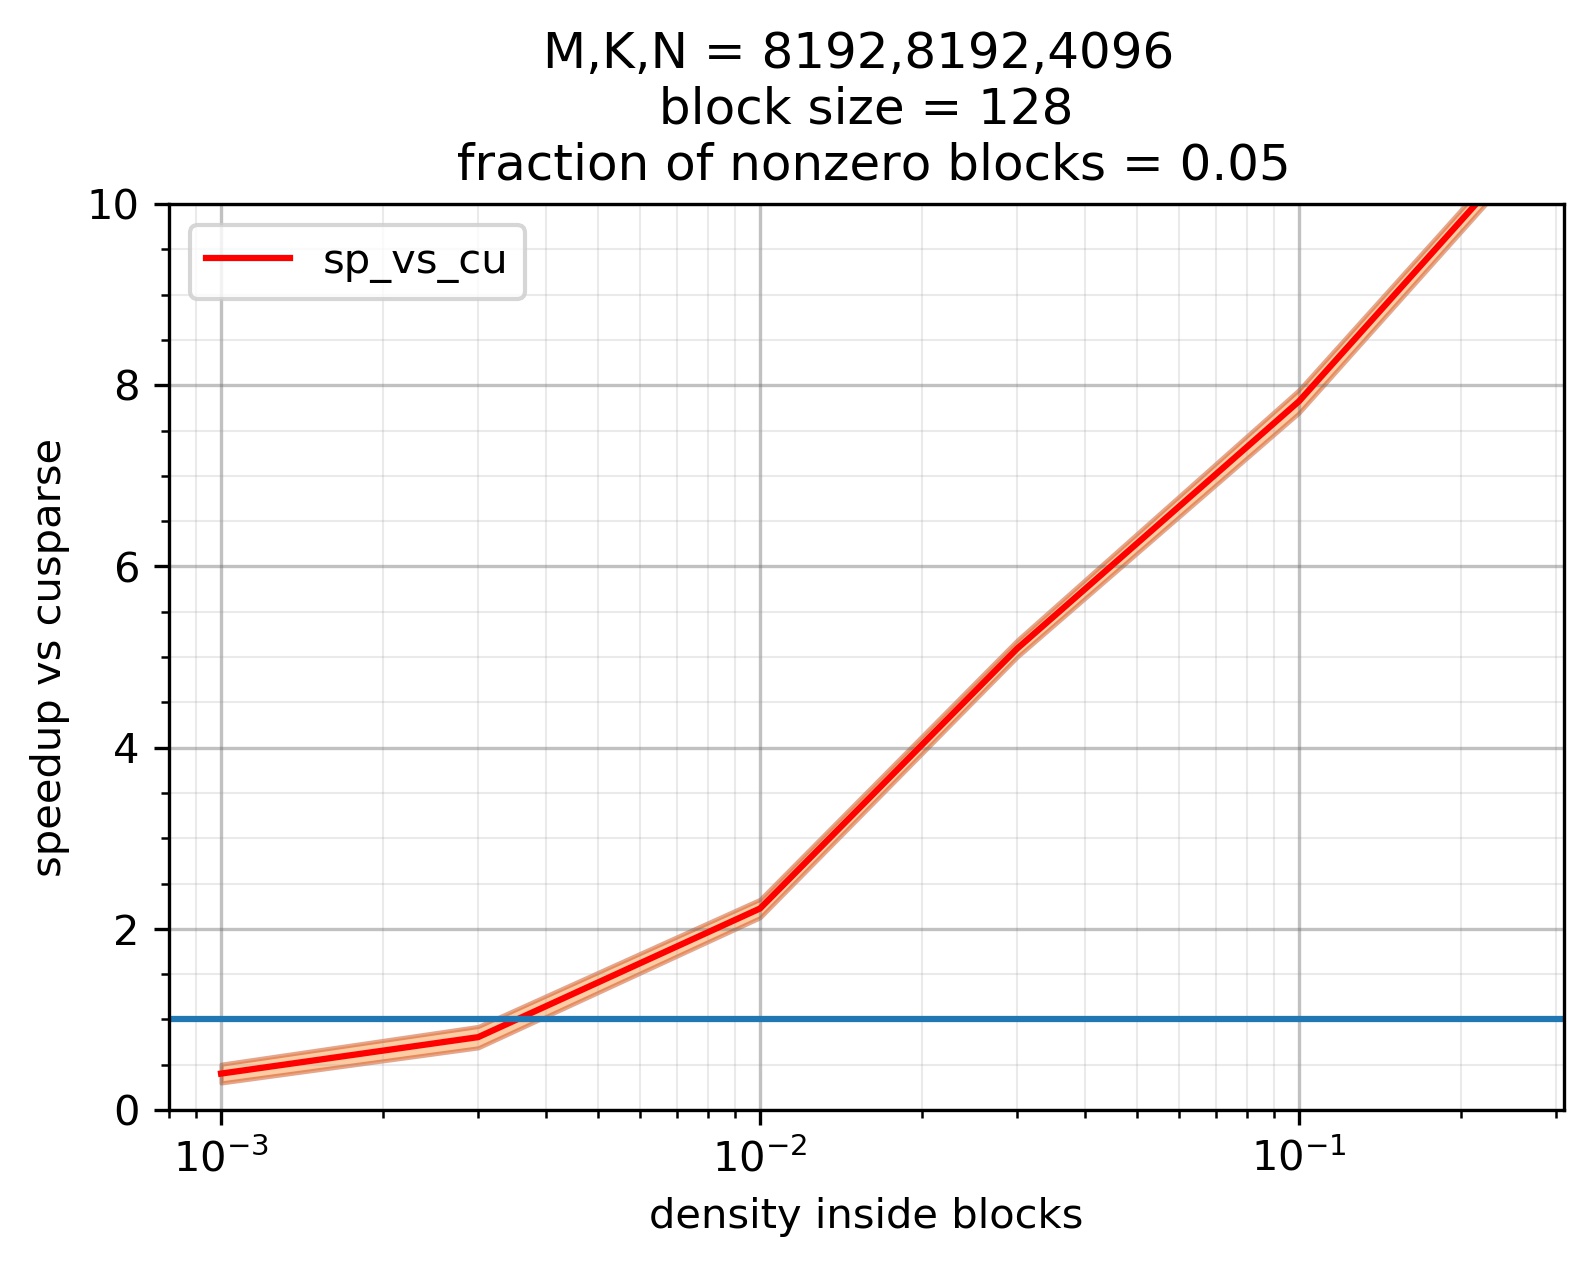 M,K,N = 8192,8192,4096
block size = 128
fraction of nonzero blocks = 0.05
sp_vs_cu
speedup vs cusparse
10
8
6
4
2
0
10⁻³ 10⁻² 10⁻¹
density inside blocks